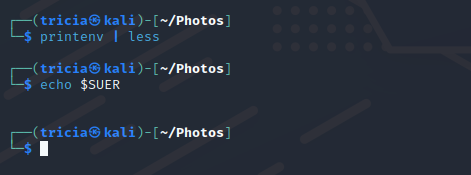 ┌──(tricia㉿kali)-[~/Photos]
└─$ printenv | less
┌──(tricia㉿kali)-[~/Photos]
└─$ echo $SUER
┌──(tricia㉿kali)-[~/Photos]
└─$